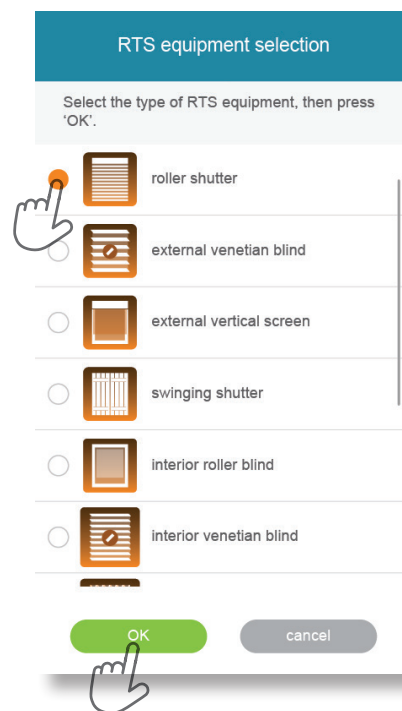 RTS equipment selection
Select the type of RTS equipment, then press
‘OK’.
roller shutter
external venetian blind
external vertical screen
swinging shutter
interior roller blind
interior venetian blind
OK
cancel